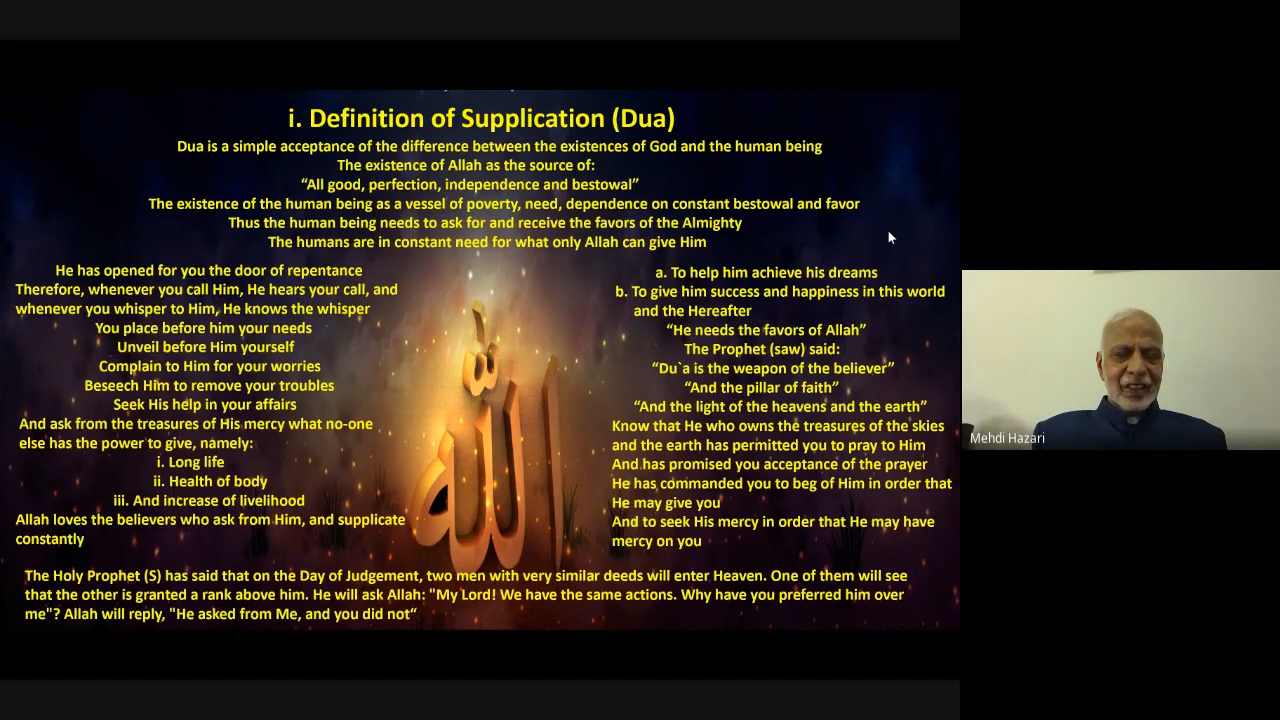 i. Definition of Supplication (Dua)
Dua is a simple acceptance of the difference between the existences of God and the human being
The existence of Allah as the source of:
“All good, perfection, independence and bestowal”
The existence of the human being as a vessel of poverty, need, dependence on constant bestowal and favor
Thus the human being needs to ask for and receive the favors of the Almighty
The humans are in constant need for what only Allah can give Him
He has opened for you the door of repentance
Therefore, whenever you call Him, He hears your call, and
whenever you whisper to Him, He knows the whisper
You place before him your needs
Unveil before Him yourself
Complain to Him for your worries
Beseech Him to remove your troubles
Seek His help in your affairs
And ask from the treasures of His mercy what no-one
else has the power to give, namely:
i. Long life
ii. Health of body
iii. And increase of livelihood
Allah loves the believers who ask from Him, and supplicate
constantly
الله
a. To help him achieve his dreams
b. To give him success and happiness in this world
and the Hereafter
“He needs the favors of Allah”
The Prophet (saw) said:
“Du`a is the weapon of the believer”
“And the pillar of faith”
“And the light of the heavens and the earth”
Know that He who owns the treasures of the skies
and the earth has permitted you to pray to Him
And has promised you acceptance of the prayer
He has commanded you to beg of Him in order that
He may give you
And to seek His mercy in order that He may have
mercy on you
The Holy Prophet (S) has said that on the Day of Judgement, two men with very similar deeds will enter Heaven. One of them will see
that the other is granted a rank above him. He will ask Allah: "My Lord! We have the same actions. Why have you preferred him over
me"? Allah will reply, "He asked from Me, and you did not“
Mehdi Hazari